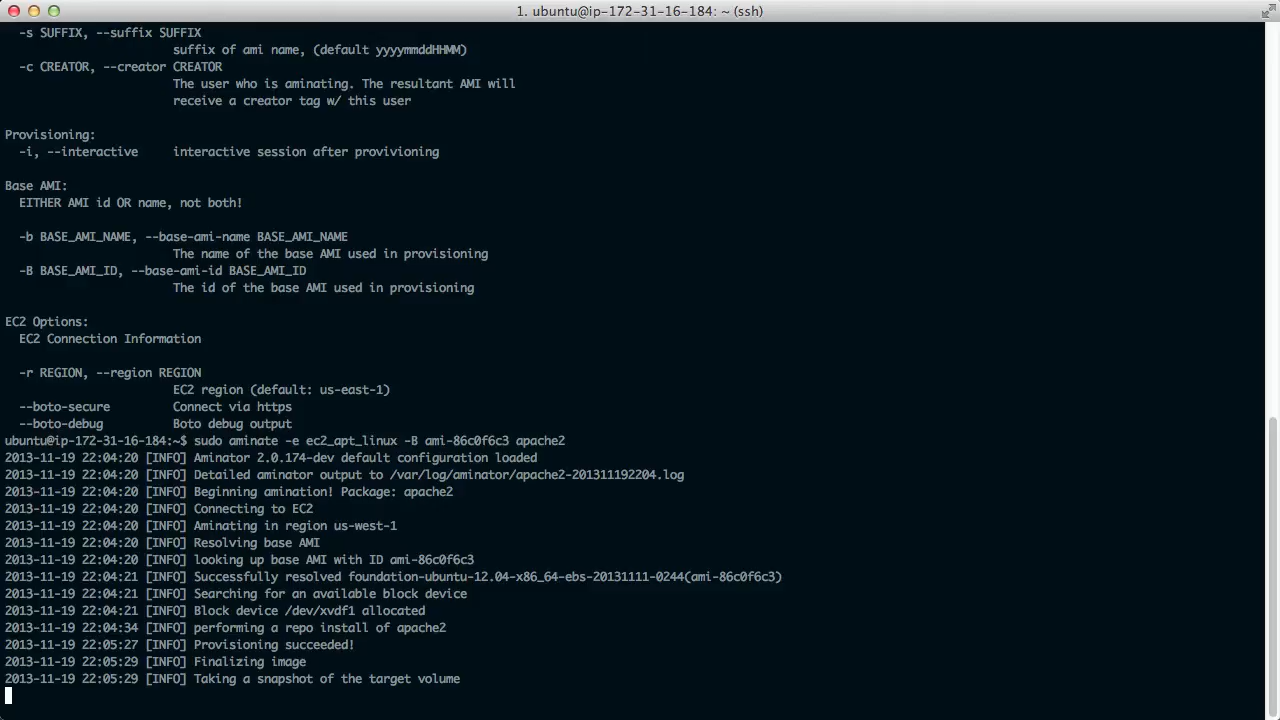 1. ubuntu@ip-172-31-16-184: ~ (ssh)
-s SUFFIX, --suffix SUFFIX
suffix of ami name, (default yyyymmddHHMM)
-c CREATOR, --creator CREATOR
The user who is aminating. The resultant AMI will
receive a creator tag w/ this user
Provisioning:
-i, --interactive     interactive session after provivioning
Base AMI:
EITHER AMI id OR name, not both!
-b BASE_AMI_NAME, --base-ami-name BASE_AMI_NAME
The name of the base AMI used in provisioning
-B BASE_AMI_ID, --base-ami-id BASE_AMI_ID
The id of the base AMI used in provisioning
EC2 Options:
EC2 Connection Information
-r REGION, --region REGION
EC2 region (default: us-east-1)
--boto-secure         Connect via https
--boto-debug          Boto debug output
ubuntu@ip-172-31-16-184:~$ sudo aminate -e ec2_apt_linux -B ami-86c0f6c3 apache2
2013-11-19 22:04:20 [INFO] Aminator 2.0.174-dev default configuration loaded
2013-11-19 22:04:20 [INFO] Detailed aminator output to /var/log/aminator/apache2-201311192204.log
2013-11-19 22:04:20 [INFO] Beginning amination! Package: apache2
2013-11-19 22:04:20 [INFO] Connecting to EC2
2013-11-19 22:04:20 [INFO] Aminating in region us-west-1
2013-11-19 22:04:20 [INFO] Resolving base AMI
2013-11-19 22:04:20 [INFO] looking up base AMI with ID ami-86c0f6c3
2013-11-19 22:04:21 [INFO] Successfully resolved foundation-ubuntu-12.04-x86_64-ebs-20131111-0244(ami-86c0f6c3)
2013-11-19 22:04:21 [INFO] Searching for an available block device
2013-11-19 22:04:21 [INFO] Block device /dev/xvdf1 allocated
2013-11-19 22:04:34 [INFO] performing a repo install of apache2
2013-11-19 22:05:27 [INFO] Provisioning succeeded!
2013-11-19 22:05:29 [INFO] Finalizing image
2013-11-19 22:05:29 [INFO] Taking a snapshot of the target volume